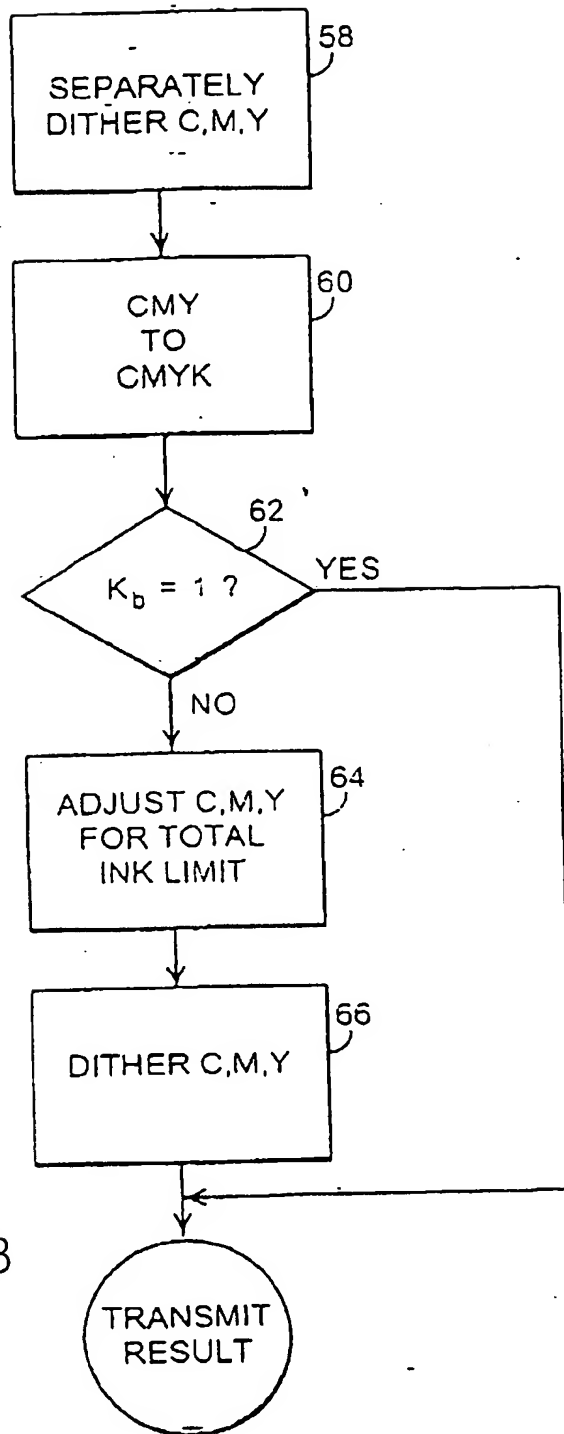 58
SEPARATELY
DITHER C,M,Y
60
CMY
TO
CMYK
62
K_b = 1 ?
YES
NO
64
ADJUST C,M,Y
FOR TOTAL
INK LIMIT
66
DITHER C,M,Y
TRANSMIT
RESULT